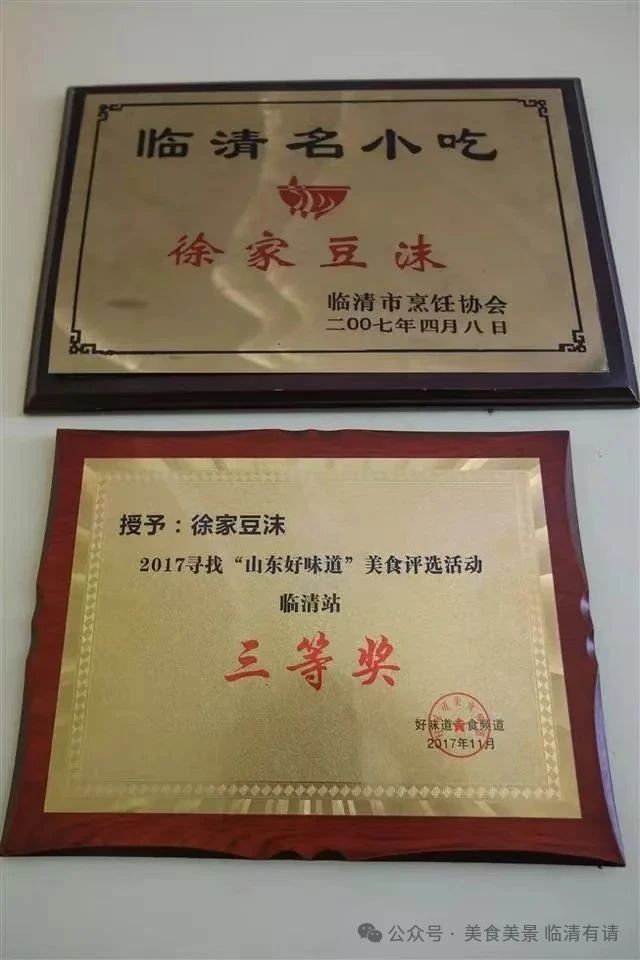 临清名小吃
徐家豆沫
临清市烹饪协会
二00七年四月八日
授予：徐家豆沫
2017寻找“山东好味道”美食评选活动
临清站
三等奖
好味道美食频道
2017年11月
公众号·美食美景 临清有请